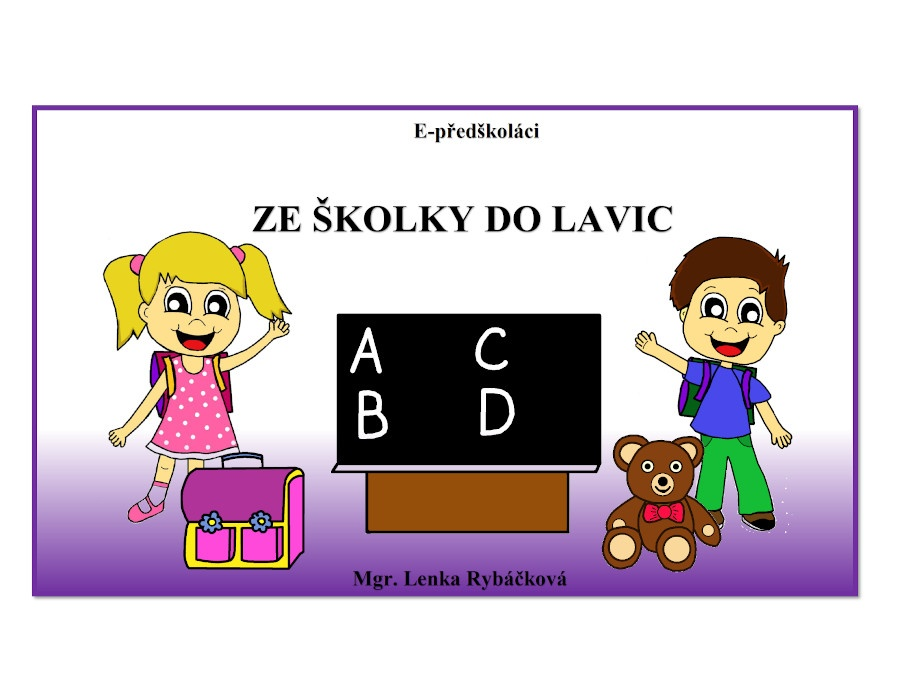 E-předškoláci
ZE ŠKOLKY DO LAVIC
A C
B D
Mgr. Lenka Rybáčková